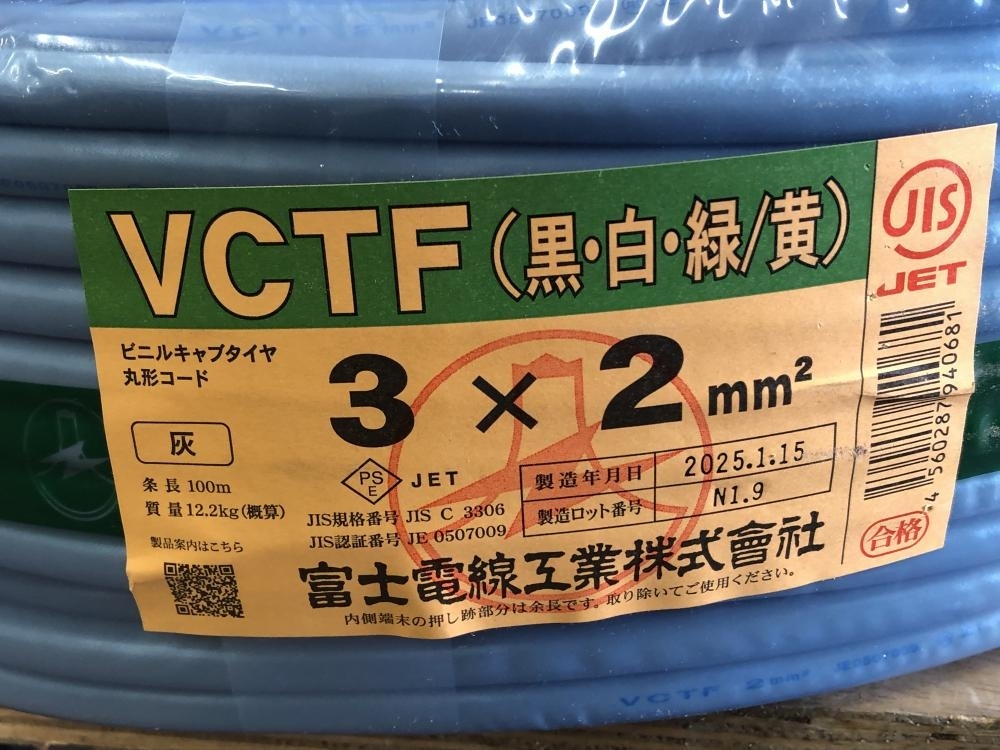 VCTF(黒・白・緑/黄)
JIS
JET
ビニルキャブタイヤ
丸形コード
3×2mm²
灰
条長 100m
質量 12.2kg(概算)
PS
E
JET
JIS規格番号 JIS C 3306
JIS認証番号 JE 0507009
製造年月日 2025.1.15
製造ロット番号 N1.9
製品案内はこちら
富士電線工業株式會社
内側端末の押し跡部分は余長です。取り除いてご使用ください。
4 560287 940681
合格
VCTF 2mm²